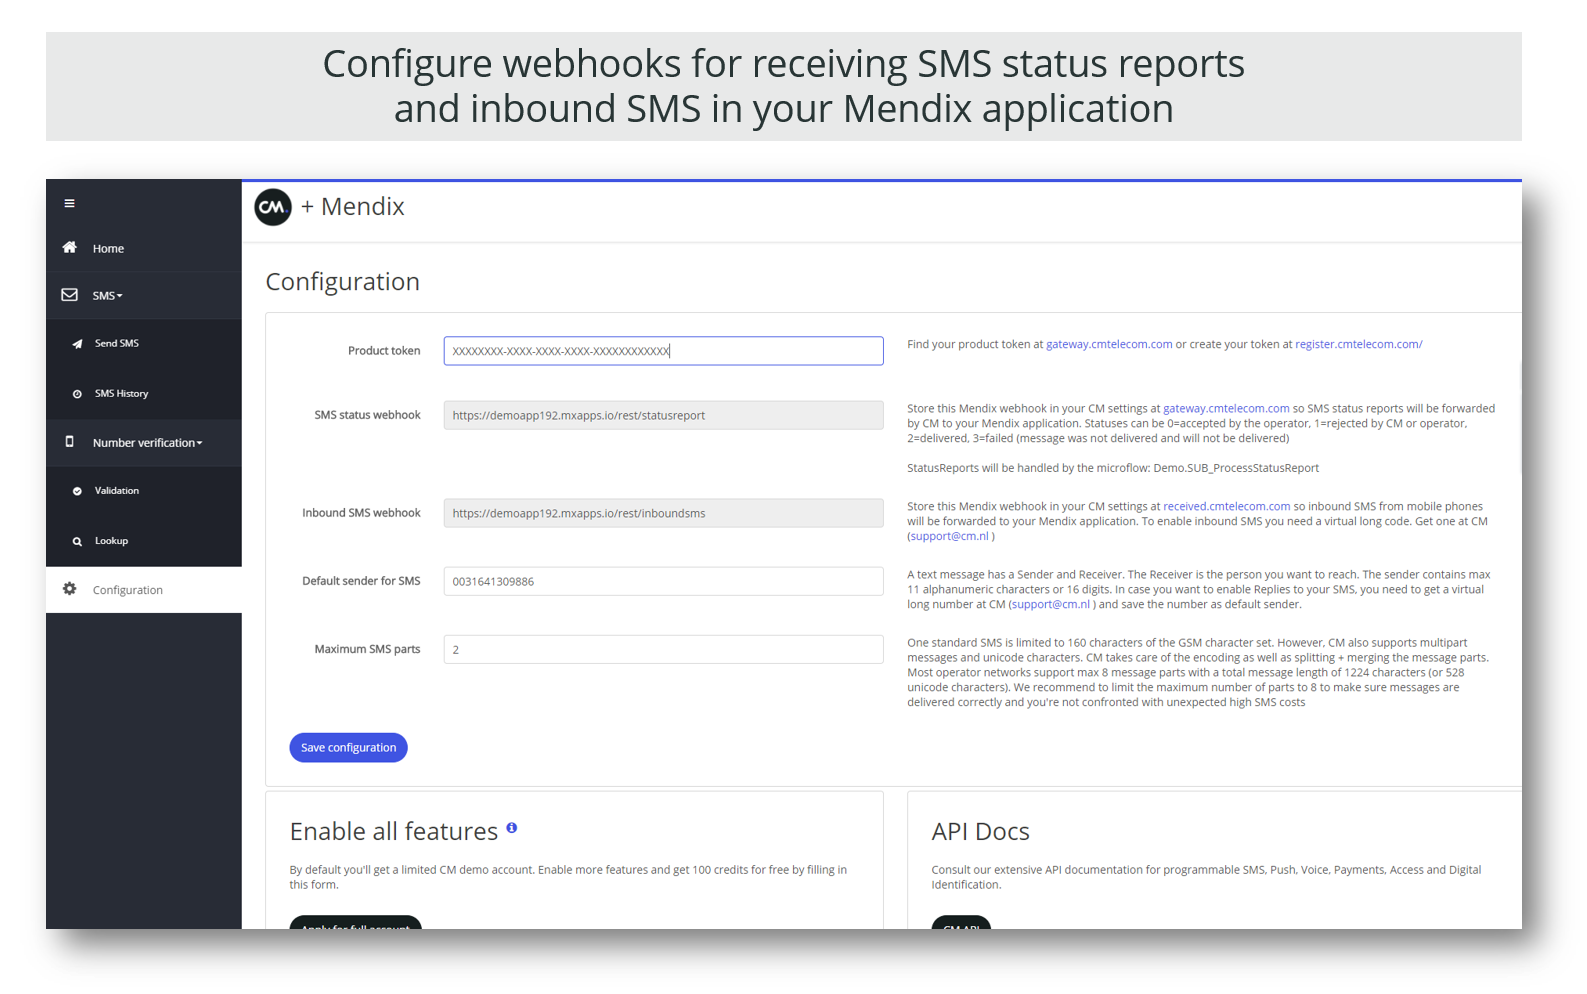 Configure webhooks for receiving SMS status reports
and inbound SMS in your Mendix application
CM. + Mendix
Home
SMS
Send SMS
SMS History
Number verification
Validation
Lookup
Configuration
Configuration
Product token
XXXXXXXX-XXXX-XXXX-XXXX-XXXXXXXXXXXX
Find your product token at gateway.cmtelecom.com or create your token at register.cmtelecom.com/
SMS status webhook
https://demoapp192.mxapps.io/rest/statusreport
Store this Mendix webhook in your CM settings at gateway.cmtelecom.com so SMS status reports will be forwarded
by CM to your Mendix application. Statuses can be 0=accepted by the operator, 1=rejected by CM or operator,
2=delivered, 3=failed (message was not delivered and will not be delivered)
StatusReports will be handled by the microflow: Demo.SUB_ProcessStatusReport
Inbound SMS webhook
https://demoapp192.mxapps.io/rest/inboundsms
Store this Mendix webhook in your CM settings at received.cmtelecom.com so inbound SMS from mobile phones
will be forwarded to your Mendix application. To enable inbound SMS you need a virtual long code. Get one at CM
(support@cm.nl )
Default sender for SMS
0031641309886
A text message has a Sender and Receiver. The Receiver is the person you want to reach. The sender contains max
11 alphanumeric characters or 16 digits. In case you want to enable Replies to your SMS, you need to get a virtual
long number at CM (support@cm.nl ) and save the number as default sender.
Maximum SMS parts
2
One standard SMS is limited to 160 characters of the GSM character set. However, CM also supports multipart
messages and unicode characters. CM takes care of the encoding as well as splitting + merging the message parts.
Most operator networks support max 8 message parts with a total message length of 1224 characters (or 528
unicode characters). We recommend to limit the maximum number of parts to 8 to make sure messages are
delivered correctly and you're not confronted with unexpected high SMS costs
Save configuration
Enable all features
By default you'll get a limited CM demo account. Enable more features and get 100 credits for free by filling in
this form.
Apply for full account
API Docs
Consult our extensive API documentation for programmable SMS, Push, Voice, Payments, Access and Digital
Identification.
CM API